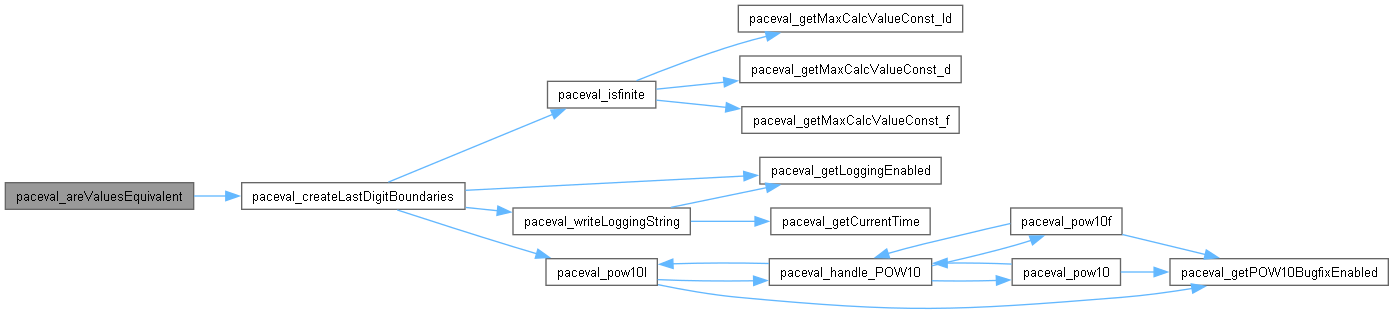 paceval_getMaxCalcValueConst_ld
paceval_getMaxCalcValueConst_d
paceval_isfinite
paceval_getMaxCalcValueConst_f
paceval_getLoggingEnabled
paceval_areValuesEquivalent
paceval_createLastDigitBoundaries
paceval_writeLoggingString
paceval_getCurrentTime
paceval_pow10f
paceval_pow10l
paceval_handle_POW10
paceval_pow10
paceval_getPOW10BugfixEnabled